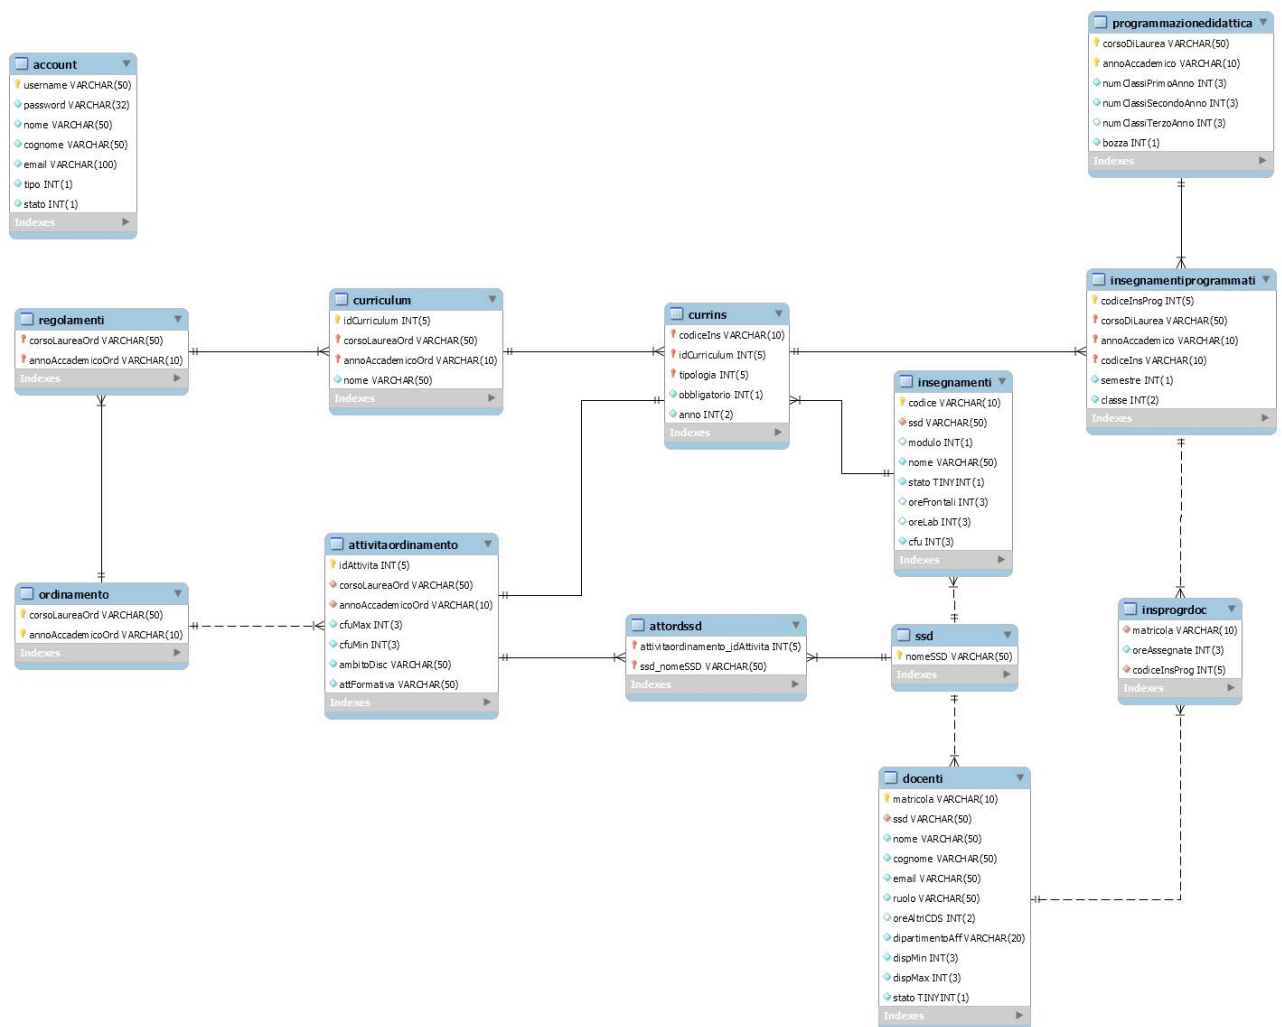 account
username VARCHAR(50)
password VARCHAR(32)
nome VARCHAR(50)
cognome VARCHAR(50)
email VARCHAR(100)
tipo INT(1)
stato INT(1)
Indexes
programmazionedidattica
corsoDiLaurea VARCHAR(50)
annoAccademico VARCHAR(10)
numClassiPrimoAnno INT(3)
numClassiSecondoAnno INT(3)
numClassiTerzoAnno INT(3)
bozza INT(1)
Indexes
regolamenti
corsoLaureaOrd VARCHAR(50)
annoAccademicoOrd VARCHAR(10)
Indexes
curriculum
idCurriculum INT(5)
corsoLaureaOrd VARCHAR(50)
annoAccademicoOrd VARCHAR(10)
nome VARCHAR(50)
Indexes
currins
codiceIns VARCHAR(10)
idCurriculum INT(5)
tipologia INT(5)
obbligatorio INT(1)
anno INT(2)
Indexes
insegnamenti
codice VARCHAR(10)
ssd VARCHAR(50)
modulo INT(1)
nome VARCHAR(50)
stato TINYINT(1)
oreFrontali INT(3)
oreLab INT(3)
cfu INT(3)
Indexes
insegnamentiprogrammati
codiceInsProg INT(5)
corsoDiLaurea VARCHAR(50)
annoAccademico VARCHAR(10)
codiceIns VARCHAR(10)
semestre INT(1)
classe INT(2)
Indexes
ordinamento
corsoLaureaOrd VARCHAR(50)
annoAccademicoOrd VARCHAR(10)
Indexes
attivitaordinamento
idAttivita INT(5)
corsoLaureaOrd VARCHAR(50)
annoAccademicoOrd VARCHAR(10)
cfuMax INT(3)
cfuMin INT(3)
ambitoDisc VARCHAR(50)
attFormativa VARCHAR(50)
Indexes
attordssd
attivitaordinamento_idAttivita INT(5)
ssd_nomeSSD VARCHAR(50)
Indexes
ssd
nomeSSD VARCHAR(50)
Indexes
insprogrdoc
matricola VARCHAR(10)
oreAssegnate INT(3)
codiceInsProg INT(5)
Indexes
docenti
matricola VARCHAR(10)
ssd VARCHAR(50)
nome VARCHAR(50)
cognome VARCHAR(50)
email VARCHAR(50)
ruolo VARCHAR(50)
oreAltriCDS INT(2)
dipartimentoAff VARCHAR(20)
dispMin INT(3)
dispMax INT(3)
stato TINYINT(1)
Indexes